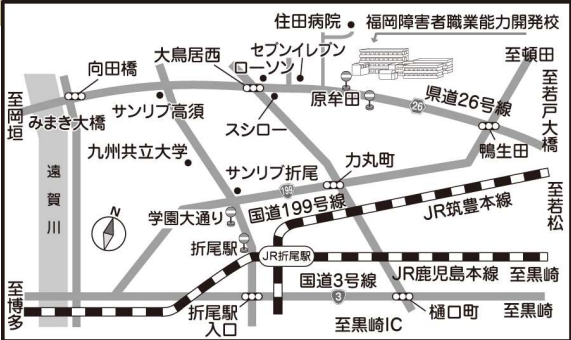 住田病院
福岡障害者職業能力開発校
セブンイレブン
大鳥居西
ローソン
至頓田
向田橋
至岡垣
みまき大橋
サンリブ高須
スシロー
原牟田
県道26号線
26
至若戸大橋
鴨生田
九州共立大学
遠賀川
サンリブ折尾
力丸町
199
国道199号線
学園大通り
JR筑豊本線
至若松
N
折尾駅
JR折尾駅
JR鹿児島本線
至黒崎
至博多
国道3号線
3
折尾駅入口
至黒崎IC
樋口町
至黒崎